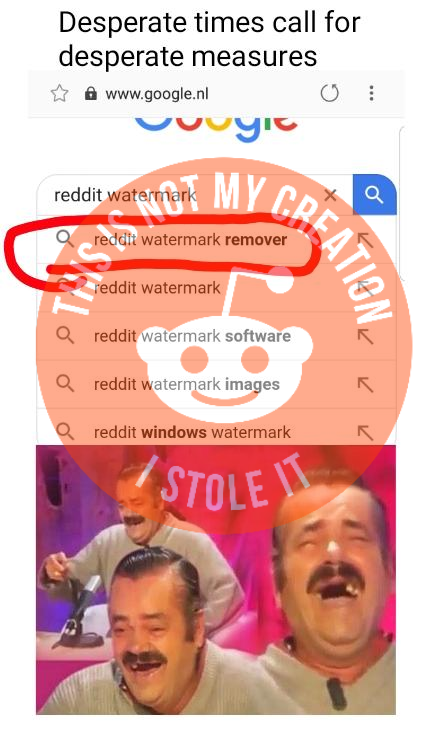 Desperate times call for
desperate measures
www.google.nl
Google
reddit watermark
reddit watermark remover
reddit watermark
reddit watermark software
reddit watermark images
reddit windows watermark
THIS IS NOT MY CREATION
I STOLE IT